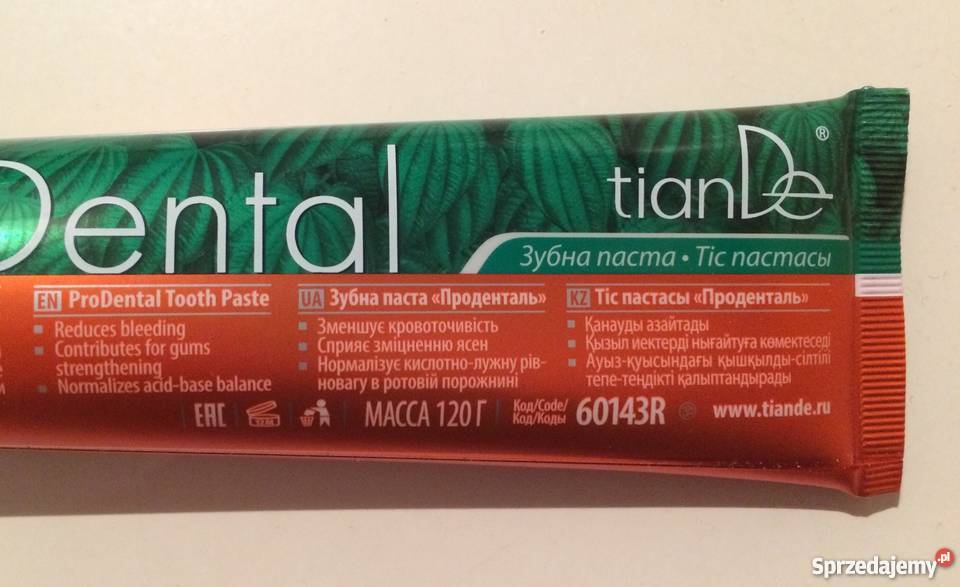 Dental
tianDe®
Зубна паста • Тіс пастасы
EN ProDental Tooth Paste
Reduces bleeding
Contributes for gums
strengthening
Normalizes acid-base balance
UA Зубна паста «Проденталь»
Зменшує кровоточивість
Сприяє зміцненню ясен
Нормалізує кислотно-лужну рів-
новагу в ротовій порожнині
KZ Тіс пастасы «Проденталь»
Қанауды азайтады
Қызыл иектерді нығайтуға көмектеседі
Ауыз-қуысындағы қышқылды-сілтілі
тепе-теңдікті қалыптандырады
EAC
12 M
МАССА 120 Г
Код/Code/
Код/Коды
60143R
www.tiande.ru
Sprzedajemy.pl